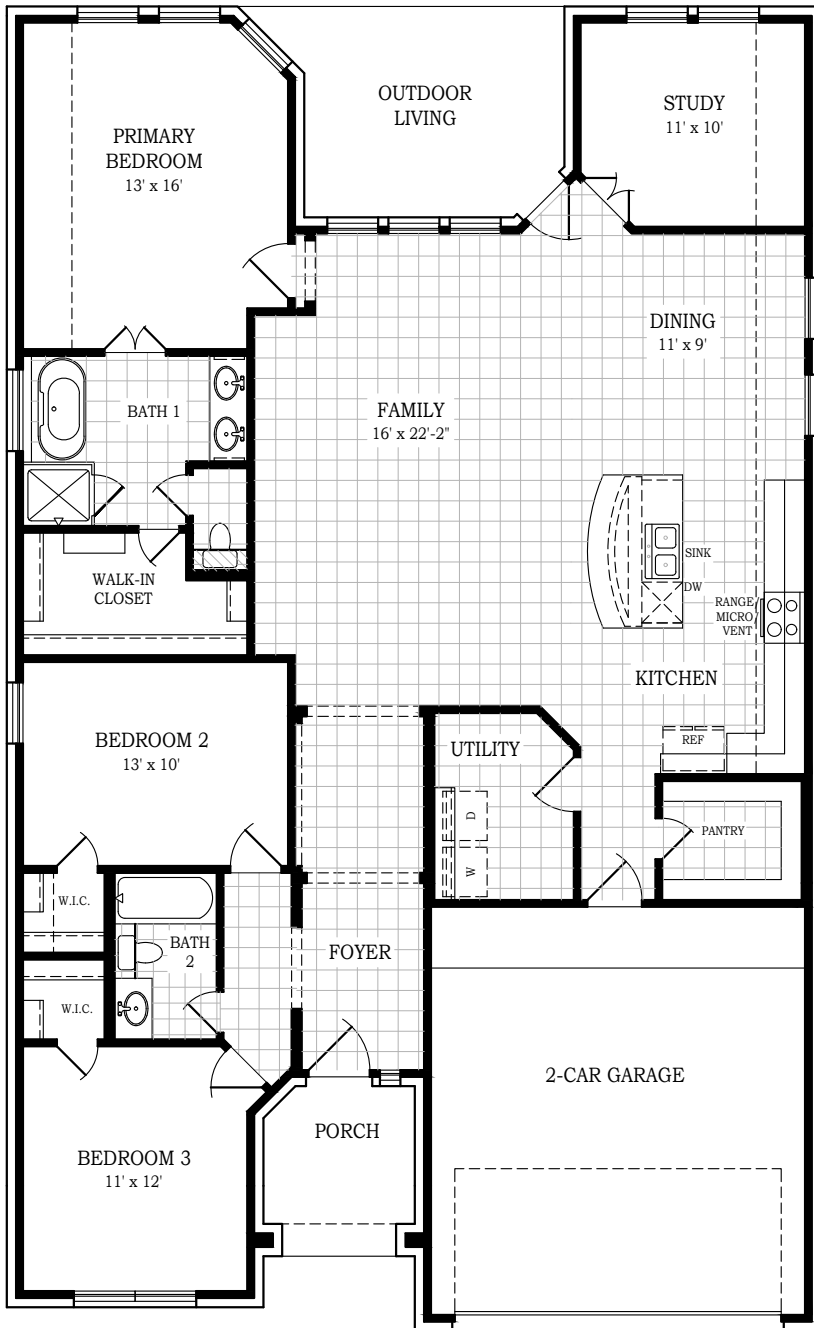 OUTDOOR
LIVING
STUDY
11' x 10'
PRIMARY
BEDROOM
13' x 16'
DINING
11' x 9'
BATH 1
FAMILY
16' x 22'-2"
SINK
DW
WALK-IN
CLOSET
RANGE
MICRO
VENT
KITCHEN
BEDROOM 2
13' x 10'
UTILITY
REF
D
W
PANTRY
W.I.C.
BATH
2
FOYER
W.I.C.
2-CAR GARAGE
PORCH
BEDROOM 3
11' x 12'